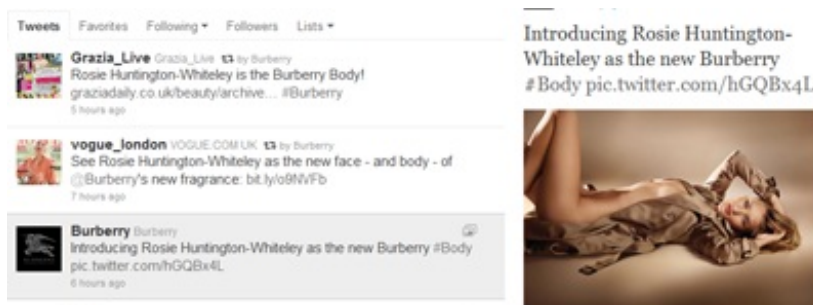 Tweets Favorites Following Followers Lists
Grazia_Live Grazia_Live by Burberry
Rosie Huntington-Whiteley is the Burberry Body!
graziadaily.co.uk/beauty/archive... #Burberry
5 hours ago
vogue_london VOGUE.COM UK by Burberry
See Rosie Huntington-Whiteley as the new face - and body - of
@Burberry's new fragrance: bit.ly/o9NVFb
7 hours ago
Burberry Burberry
Introducing Rosie Huntington-Whiteley as the new Burberry #Body
pic.twitter.com/hGQBx4L
6 hours ago
Introducing Rosie Huntington-
Whiteley as the new Burberry
#Body pic.twitter.com/hGQBx4L